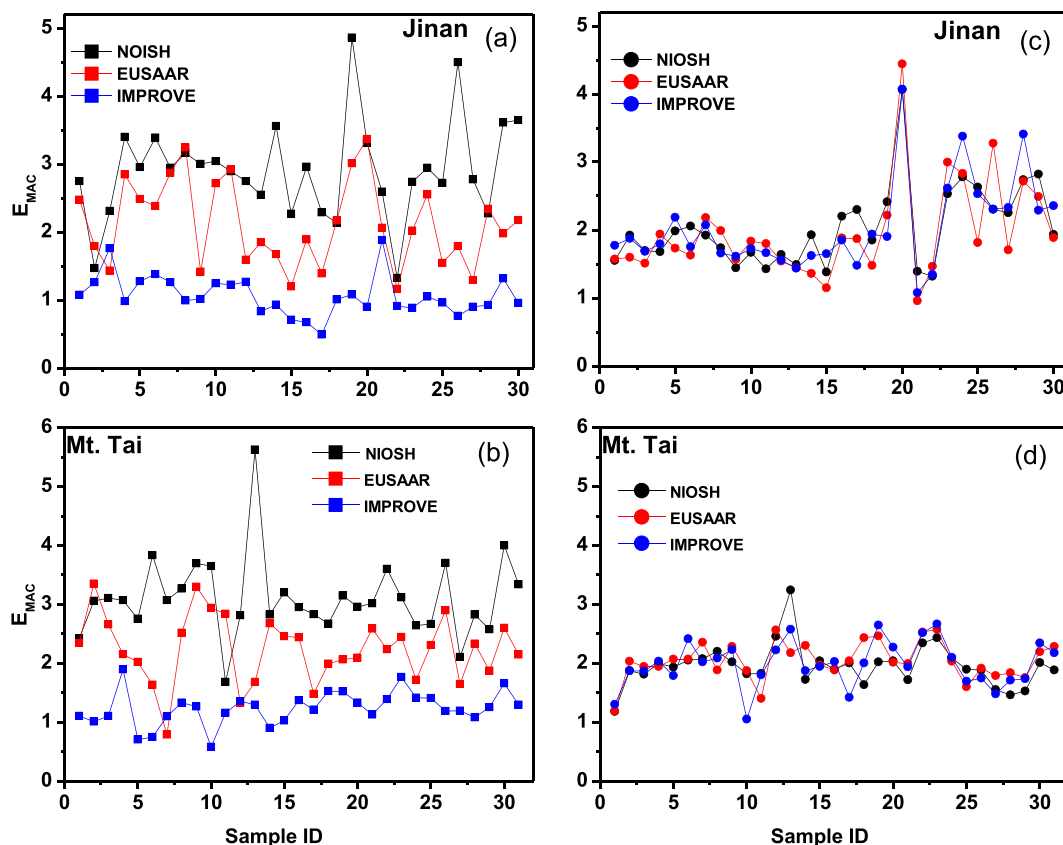 Jinan
(a)
NOISH
EUSAAR
IMPROVE
E_MAC
5
4
3
2
1
0
0 5 10 15 20 25 30
Jinan
(c)
NIOSH
EUSAAR
IMPROVE
5
4
3
2
1
0
0 5 10 15 20 25 30
Mt. Tai
(b)
NIOSH
EUSAAR
IMPROVE
E_MAC
6
5
4
3
2
1
0
0 5 10 15 20 25 30
Sample ID
Mt. Tai
(d)
NIOSH
EUSAAR
IMPROVE
6
5
4
3
2
1
0
0 5 10 15 20 25 30
Sample ID